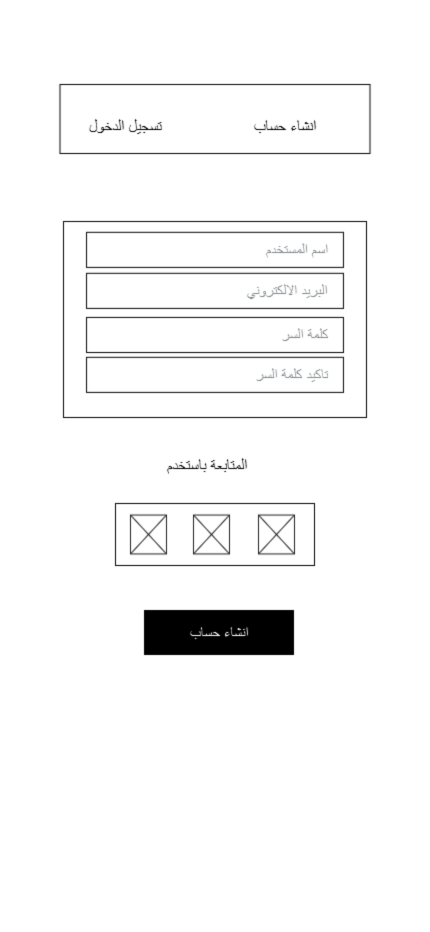 انشاء حساب
تسجيل الدخول
اسم المستخدم
البريد الالكتروني
كلمة السر
تاكيد كلمة السر
المتابعة باستخدم
انشاء حساب